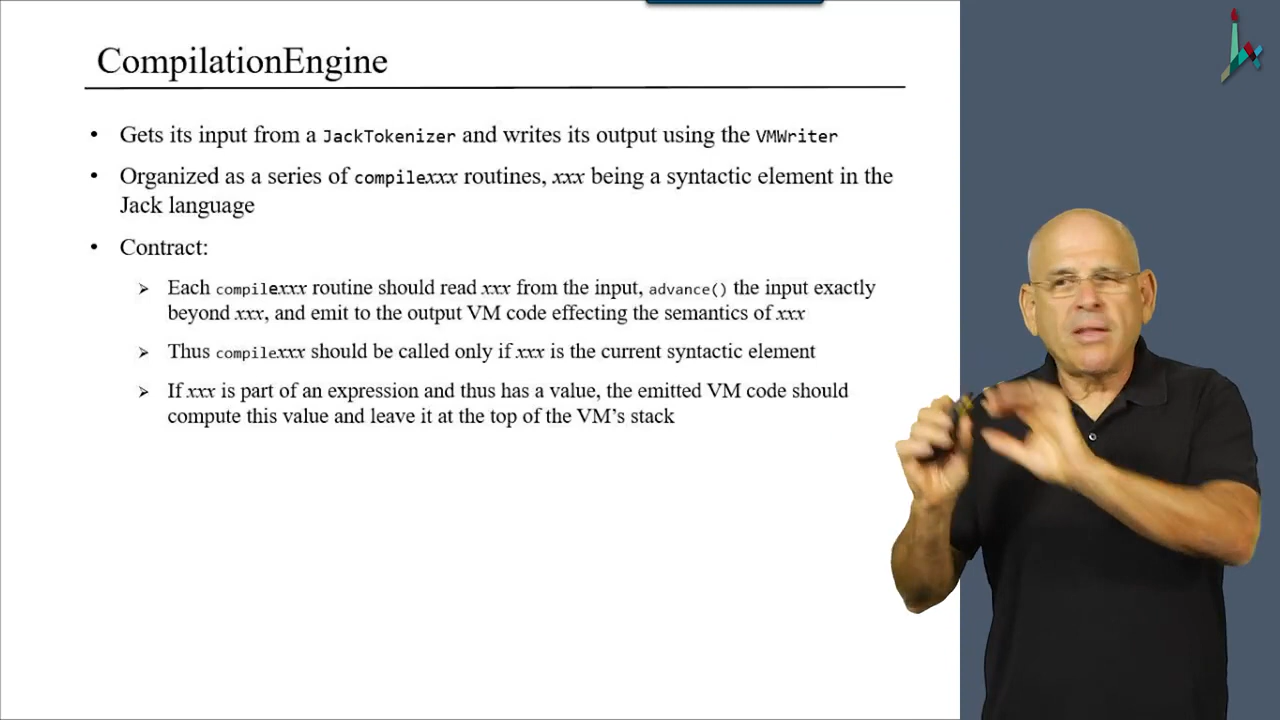 CompilationEngine
• Gets its input from a JackTokenizer and writes its output using the VMWriter
• Organized as a series of compilexxx routines, xxx being a syntactic element in the
Jack language
• Contract:
➢ Each compilexxx routine should read xxx from the input, advance() the input exactly
beyond xxx, and emit to the output VM code effecting the semantics of xxx
➢ Thus compilexxx should be called only if xxx is the current syntactic element
➢ If xxx is part of an expression and thus has a value, the emitted VM code should
compute this value and leave it at the top of the VM’s stack